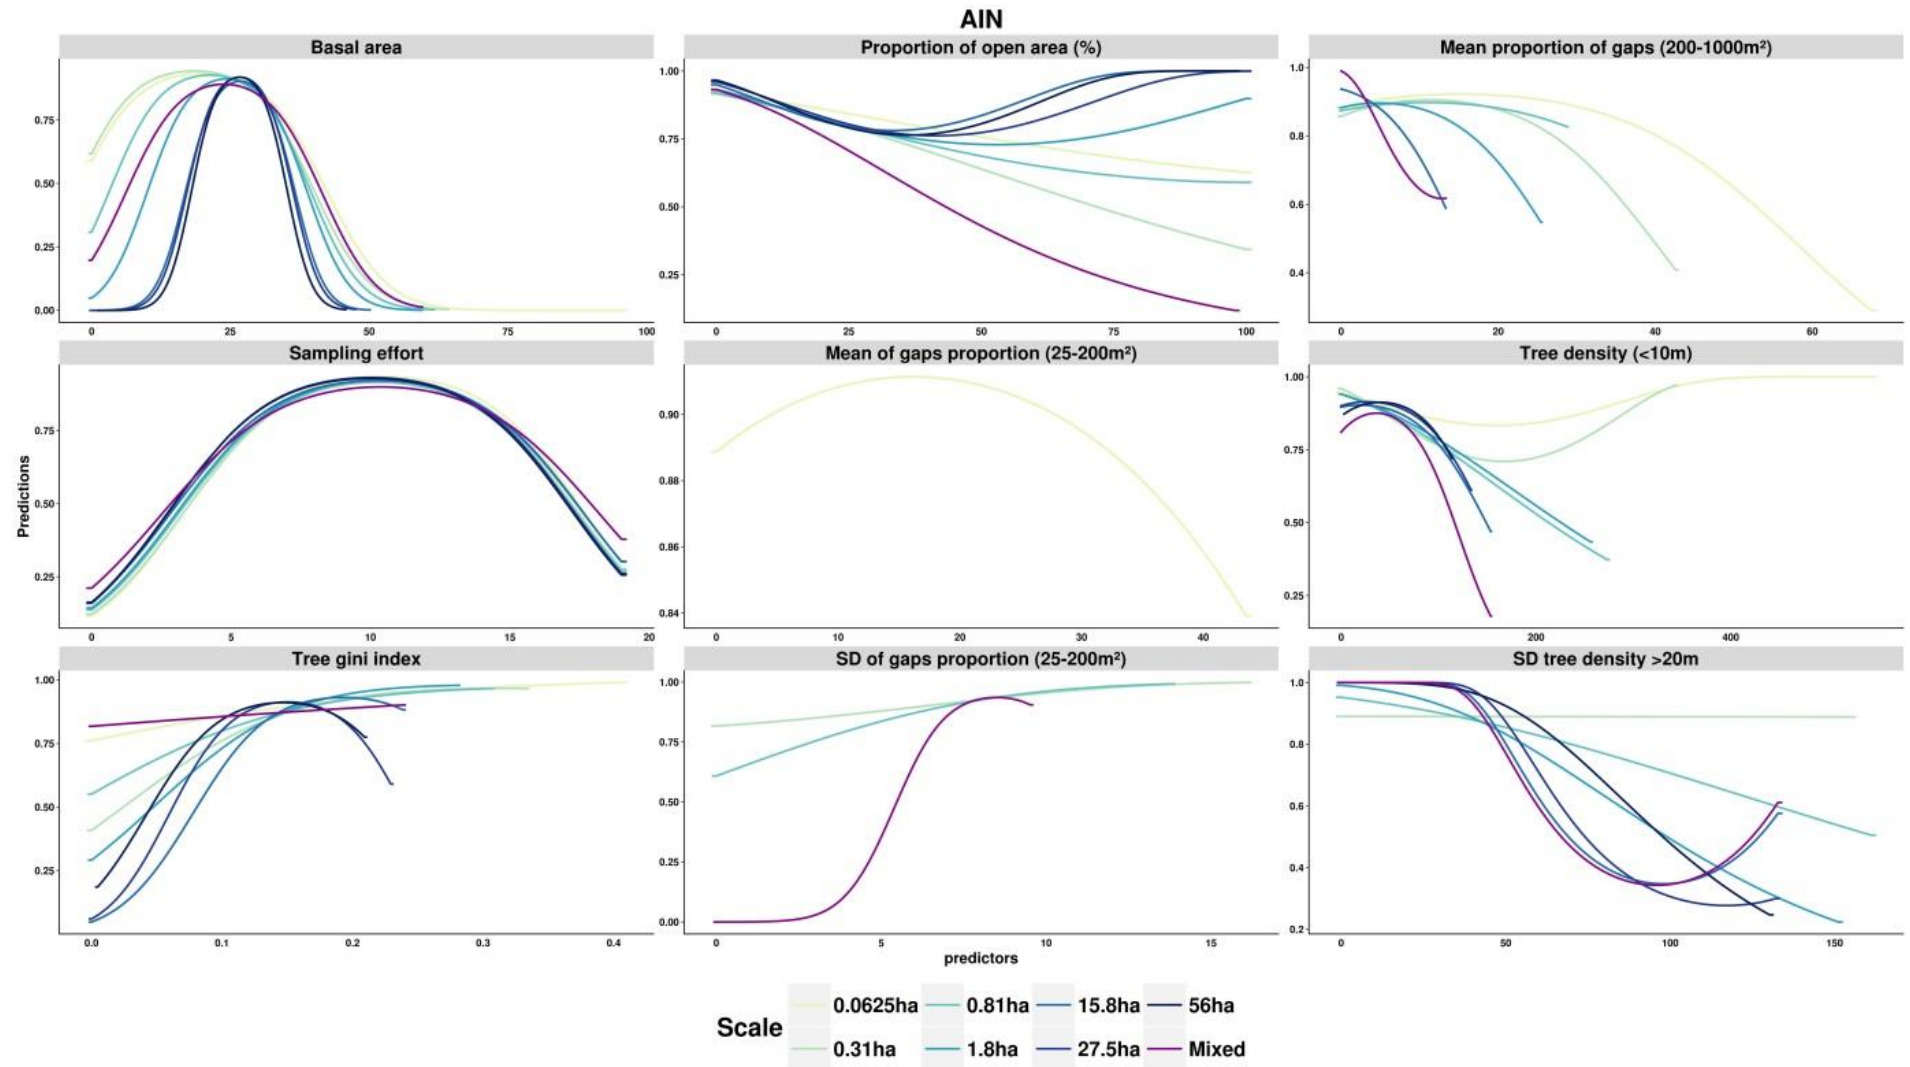 AIN
Basal area
Proportion of open area (%)
Mean proportion of gaps (200-1000m²)
0.75
0.50
0.25
0.00
0 25 50 75 100
1.00
0.75
0.50
0.25
0 25 50 75 100
1.0
0.8
0.6
0.4
0 20 40 60
Sampling effort
Mean of gaps proportion (25-200m²)
Tree density (<10m)
Predictions
0.75
0.50
0.25
0 5 10 15 20
0.90
0.88
0.86
0.84
0 10 20 30 40
1.00
0.75
0.50
0.25
0 200 400
Tree gini index
SD of gaps proportion (25-200m²)
SD tree density >20m
1.00
0.75
0.50
0.25
0.0 0.1 0.2 0.3 0.4
1.00
0.75
0.50
0.25
0.00
0 5 10 15
1.0
0.8
0.6
0.4
0.2
0 50 100 150
predictors
Scale
0.0625ha 0.81ha 15.8ha 56ha
0.31ha 1.8ha 27.5ha Mixed